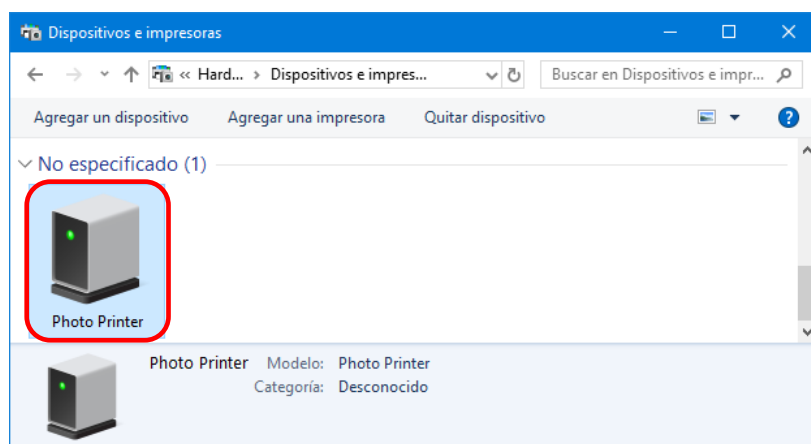 Dispositivos e impresoras
« Hard... > Dispositivos e impres...
Buscar en Dispositivos e impr...
Agregar un dispositivo Agregar una impresora Quitar dispositivo
No especificado (1)
Photo Printer
Photo Printer Modelo: Photo Printer
Categoría: Desconocido